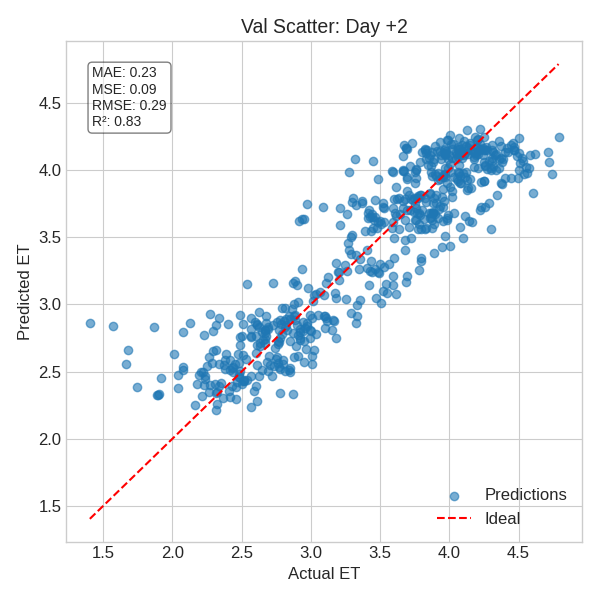 Val Scatter: Day +2
MAE: 0.23
MSE: 0.09
RMSE: 0.29
R²: 0.83
Predicted ET
4.5
4.0
3.5
3.0
2.5
2.0
1.5
Predictions
Ideal
1.5 2.0 2.5 3.0 3.5 4.0 4.5
Actual ET